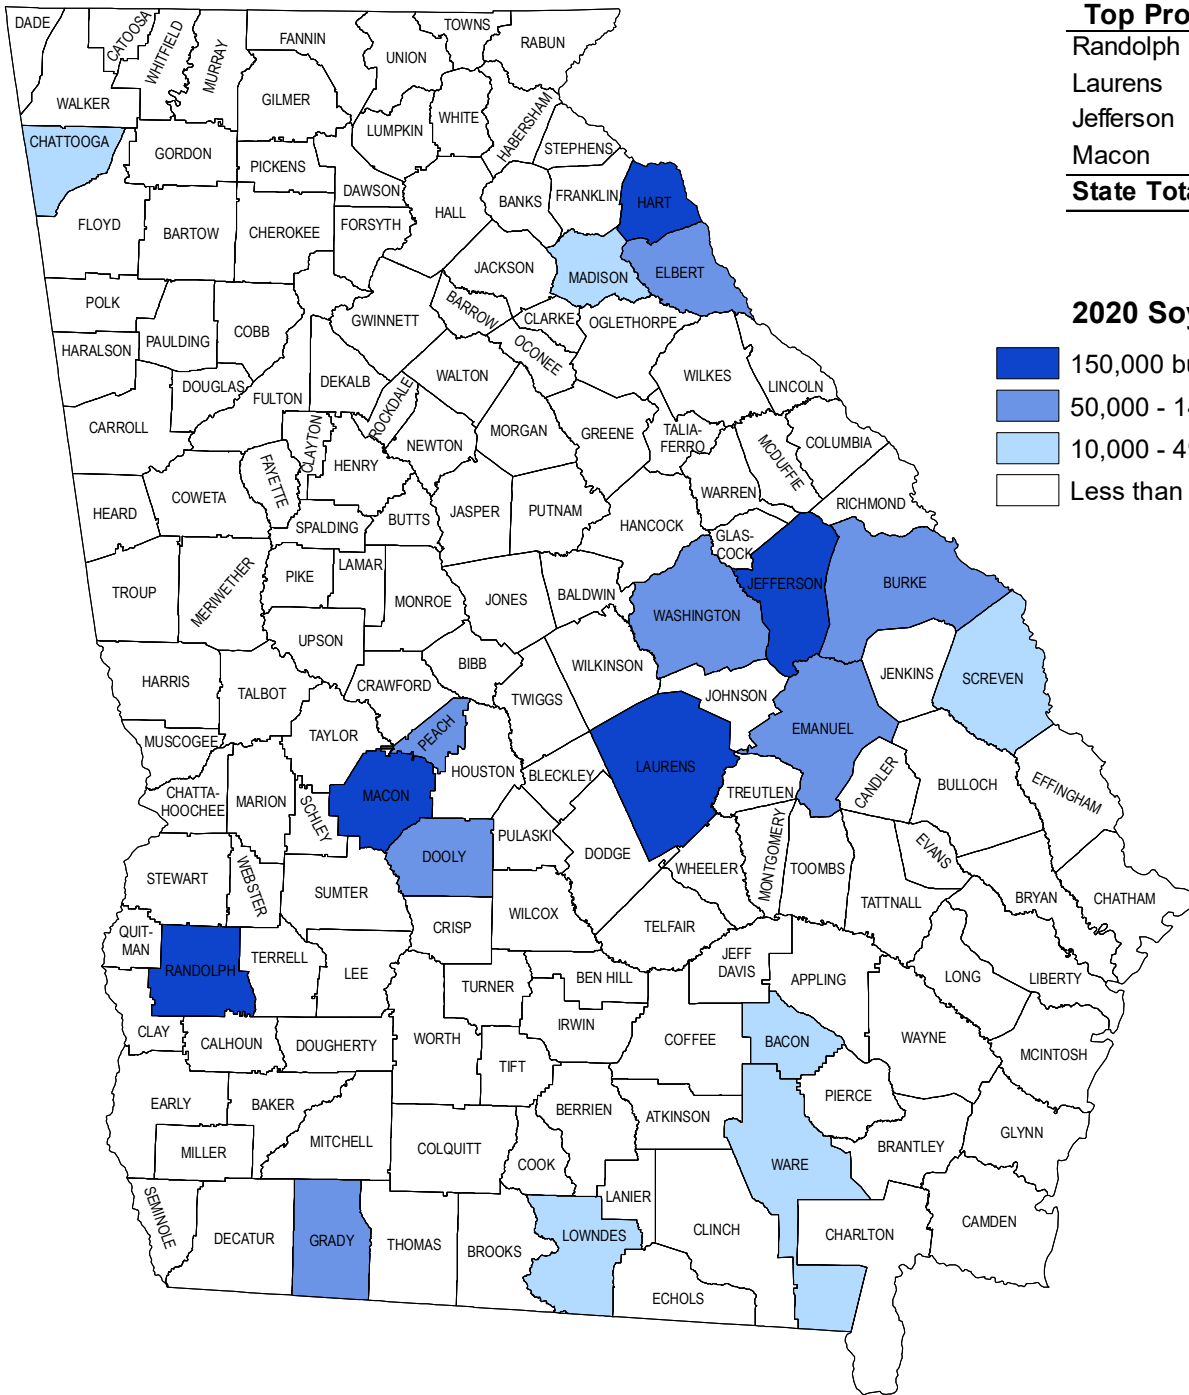 Top Pro
Randolph
Laurens
Jefferson
Macon
State Tota
2020 Soy
150,000 bu
50,000 - 14
10,000 - 4
Less than
DADE
CATOOSA
WHITFIELD
MURRAY
FANNIN
UNION
TOWNS
RABUN
WALKER
GILMER
LUMPKIN
WHITE
HABERSHAM
STEPHENS
CHATTOOGA
GORDON
PICKENS
DAWSON
HALL
BANKS
FRANKLIN
HART
FLOYD
BARTOW
CHEROKEE
FORSYTH
JACKSON
MADISON
ELBERT
POLK
PAULDING
COBB
GWINNETT
BARROW
CLARKE
OGLETHORPE
OCONEE
HARALSON
DOUGLAS
FULTON
DEKALB
ROCKDALE
WALTON
WILKES
LINCOLN
CARROLL
CLAYTON
HENRY
NEWTON
MORGAN
GREENE
TALIA-
FERRO
MCDUFFIE
COLUMBIA
HEARD
COWETA
FAYETTE
SPALDING
BUTTS
JASPER
PUTNAM
HANCOCK
WARREN
RICHMOND
GLAS-
COCK
TROUP
MERIWETHER
PIKE
LAMAR
MONROE
JONES
BALDWIN
WASHINGTON
JEFFERSON
BURKE
UPSON
BIBB
WILKINSON
JENKINS
SCREVEN
HARRIS
TALBOT
CRAWFORD
TWIGGS
JOHNSON
EMANUEL
MUSCOGEE
TAYLOR
PEACH
HOUSTON
BLECKLEY
LAURENS
TREUTLEN
CANDLER
BULLOCH
EFFINGHAM
CHATTA-
HOOCHEE
MARION
SCHLEY
MACON
PULASKI
DODGE
WHEELER
MONTGOMERY
TOOMBS
EVANS
STEWART
WEBSTER
SUMTER
DOOLY
WILCOX
TELFAIR
TATTNALL
BRYAN
CHATHAM
QUIT-
MAN
CRISP
RANDOLPH
TERRELL
LEE
TURNER
BEN HILL
JEFF
DAVIS
APPLING
LONG
LIBERTY
CLAY
CALHOUN
DOUGHERTY
WORTH
IRWIN
TIFT
COFFEE
BACON
WAYNE
MCINTOSH
EARLY
BAKER
MILLER
MITCHELL
COLQUITT
COOK
BERRIEN
ATKINSON
PIERCE
BRANTLEY
GLYNN
WARE
LANIER
SEMINOLE
DECATUR
GRADY
THOMAS
BROOKS
LOWNDES
CLINCH
CHARLTON
CAMDEN
ECHOLS